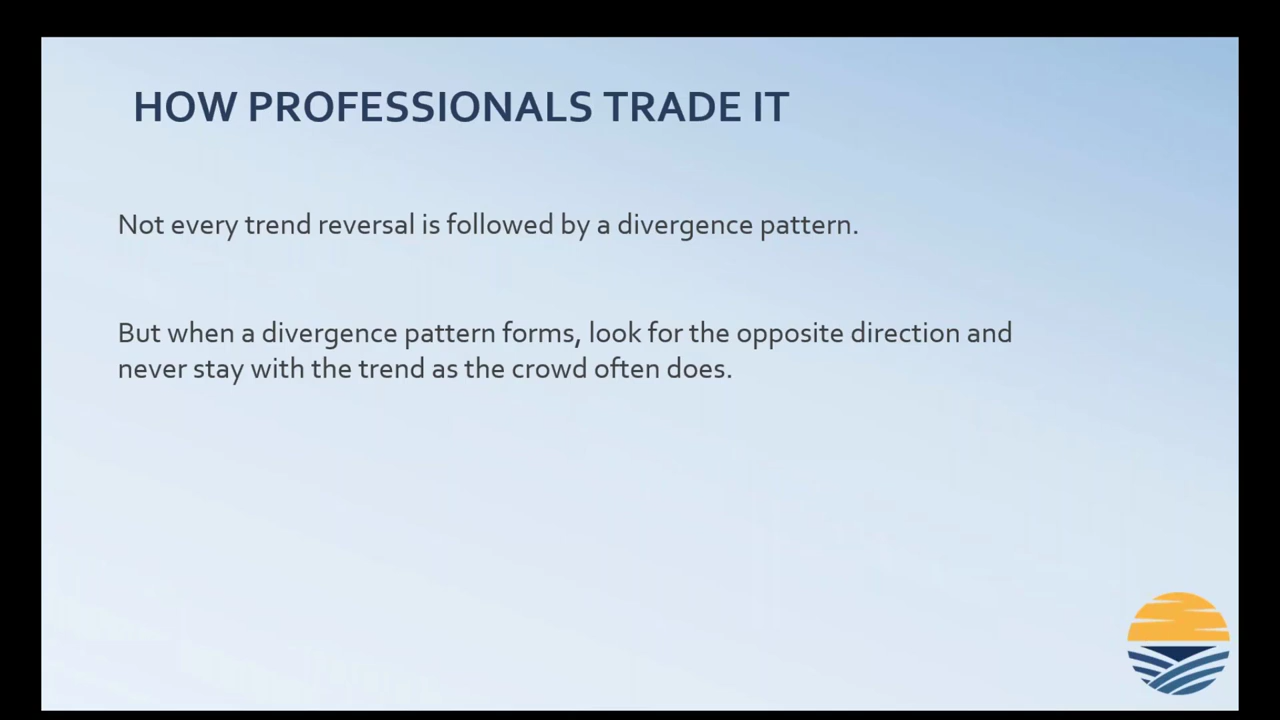 HOW PROFESSIONALS TRADE IT
Not every trend reversal is followed by a divergence pattern.
But when a divergence pattern forms, look for the opposite direction and
never stay with the trend as the crowd often does.